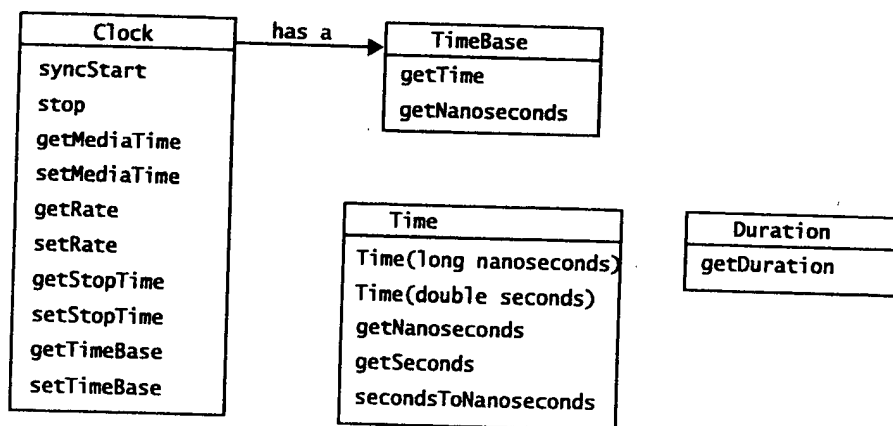 Clock
syncStart
stop
getMediaTime
setMediaTime
getRate
setRate
getStopTime
setStopTime
getTimeBase
setTimeBase
has a
TimeBase
getTime
getNanoseconds
Time
Time(long nanoseconds)
Time(double seconds)
getNanoseconds
getSeconds
secondsToNanoseconds
Duration
getDuration